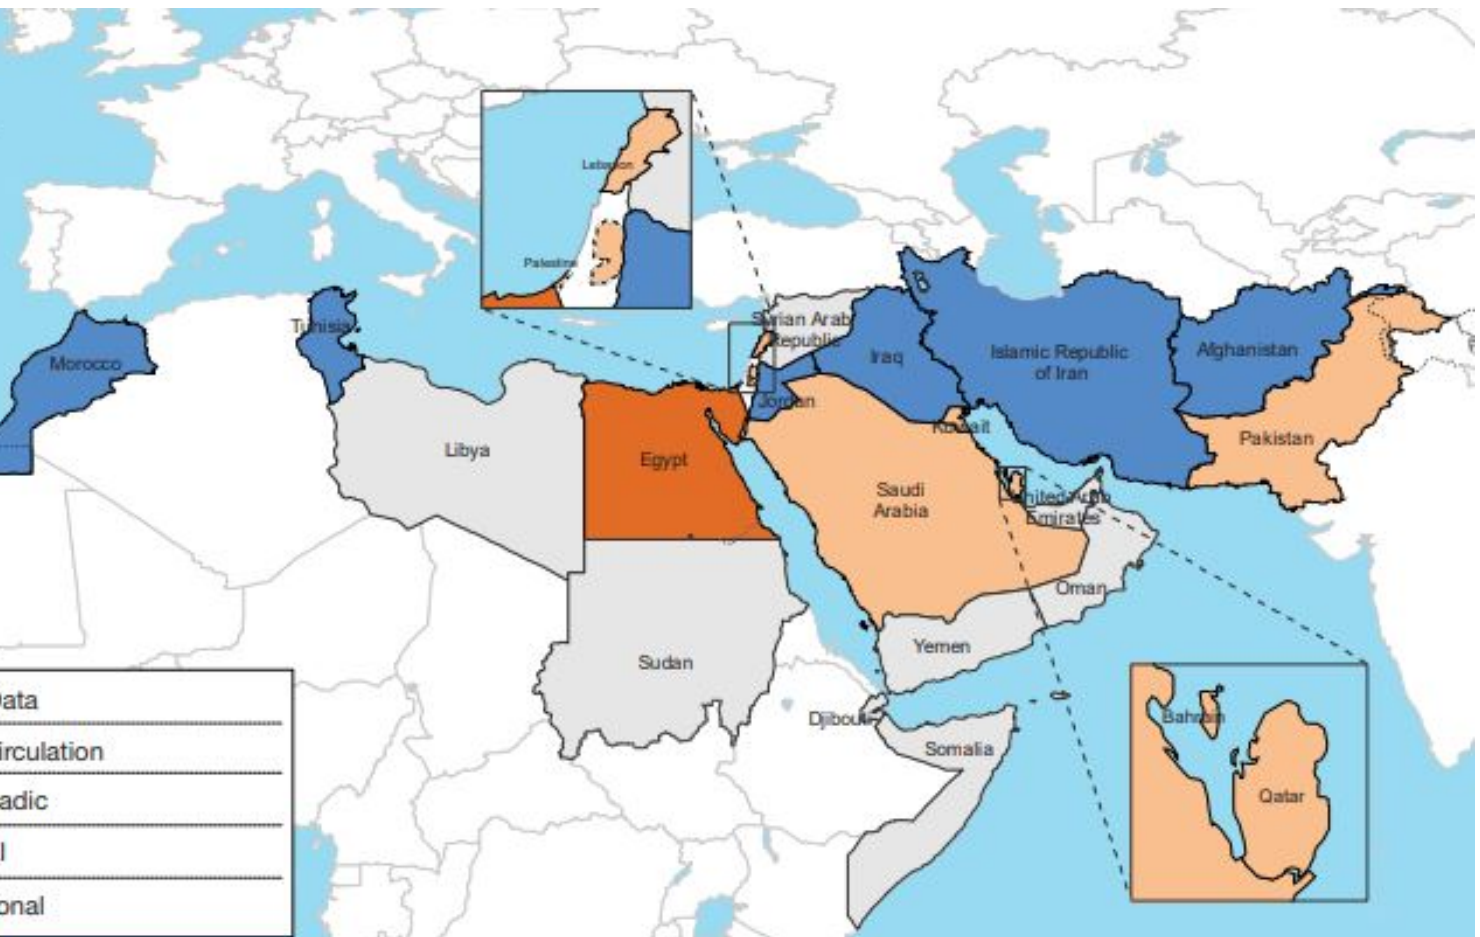 Lebanon
Palestine
Tunisia
Morocco
Syrian Arab
Republic
Iraq
Islamic Republic
of Iran
Afghanistan
Jordan
Kuwait
Pakistan
Libya
Egypt
Saudi
Arabia
United Arab
Emirates
Oman
Yemen
Sudan
Djibouti
Somalia
Bahrain
Qatar
ata
irculation
adic
l
onal